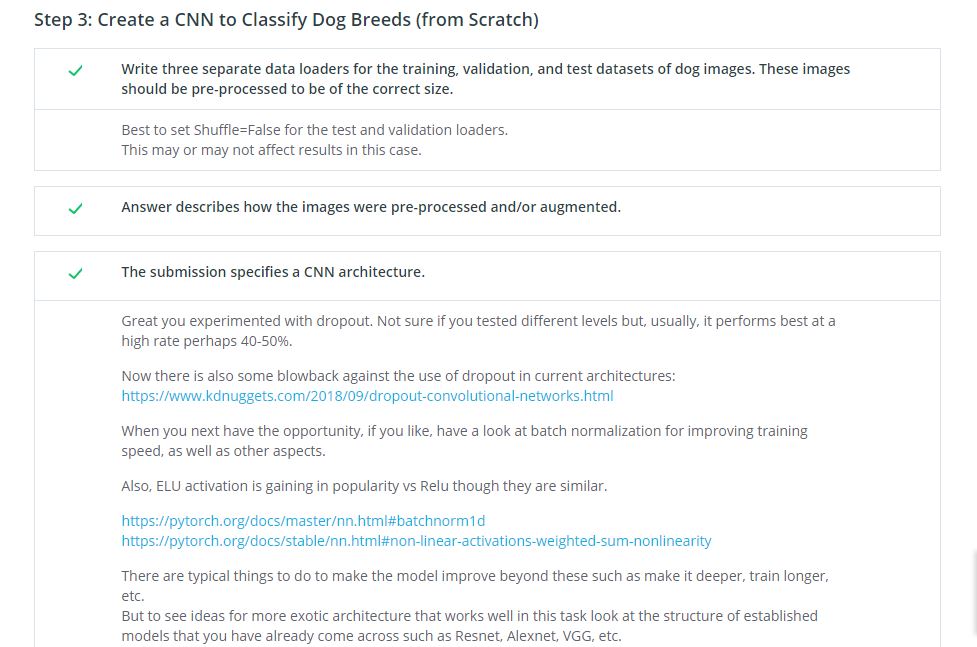 Step 3: Create a CNN to Classify Dog Breeds (from Scratch)
Write three separate data loaders for the training, validation, and test datasets of dog images. These images
should be pre-processed to be of the correct size.
Best to set Shuffle=False for the test and validation loaders.
This may or may not affect results in this case.
Answer describes how the images were pre-processed and/or augmented.
The submission specifies a CNN architecture.
Great you experimented with dropout. Not sure if you tested different levels but, usually, it performs best at a
high rate perhaps 40-50%.
Now there is also some blowback against the use of dropout in current architectures:
https://www.kdnuggets.com/2018/09/dropout-convolutional-networks.html
When you next have the opportunity, if you like, have a look at batch normalization for improving training
speed, as well as other aspects.
Also, ELU activation is gaining in popularity vs Relu though they are similar.
https://pytorch.org/docs/master/nn.html#batchnorm1d
https://pytorch.org/docs/stable/nn.html#non-linear-activations-weighted-sum-nonlinearity
There are typical things to do to make the model improve beyond these such as make it deeper, train longer,
etc.
But to see ideas for more exotic architecture that works well in this task look at the structure of established
models that you have already come across such as Resnet, Alexnet, VGG, etc.